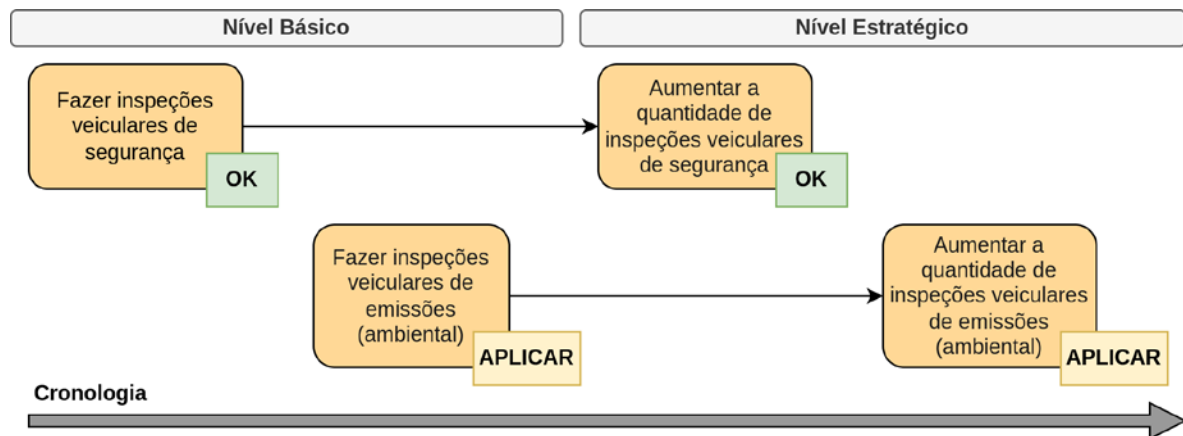 Nível Básico
Nível Estratégico
Fazer inspeções
veiculares de
segurança
OK
Aumentar a
quantidade de
inspeções veiculares
de segurança
OK
Fazer inspeções
veiculares de
emissões
(ambiental)
APLICAR
Aumentar a
quantidade de
inspeções veiculares
de emissões
(ambiental)
APLICAR
Cronologia